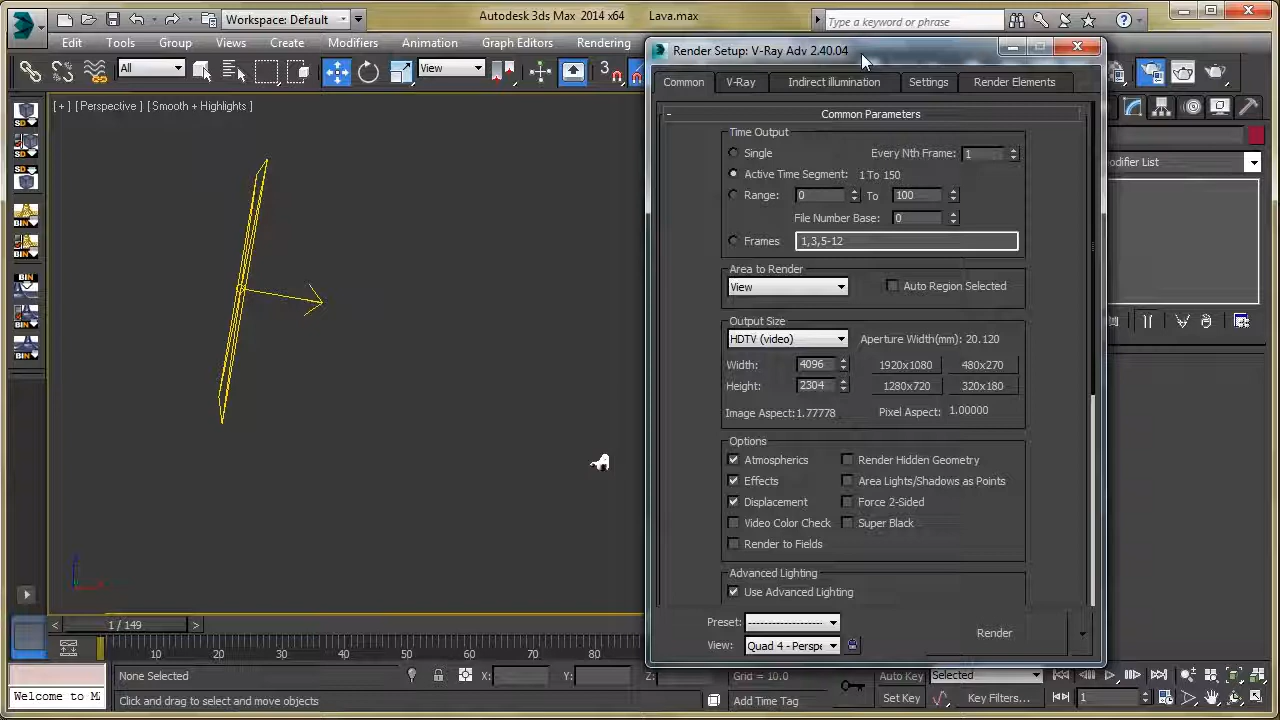 Workspace: Default
Autodesk 3ds Max 2014 x64
Lava.max
Type a keyword or phrase
Edit
Tools
Group
Views
Create
Modifiers
Animation
Graph Editors
Rendering
Render Setup: V-Ray Adv 2.40.04
All
View
3
Common
V-Ray
Indirect illumination
Settings
Render Elements
[ + ] [ Perspective ] [ Smooth + Highlights ]
SD
SD
SD
BIN
BIN
BIN
Common Parameters
Time Output
Single
Every Nth Frame:
1
Active Time Segment:
1 To 150
Range:
0
To
100
File Number Base:
0
Frames
1,3,5-12
Area to Render
View
Auto Region Selected
Output Size
HDTV (video)
Aperture Width(mm): 20.120
Width:
4096
1920x1080
480x270
Height:
2304
1280x720
320x180
Image Aspect:1.77778
Pixel Aspect:
1.00000
Options
Atmospherics
Render Hidden Geometry
Effects
Area Lights/Shadows as Points
Displacement
Force 2-Sided
Video Color Check
Super Black
Render to Fields
Advanced Lighting
Use Advanced Lighting
Preset:
View:
Quad 4 - Perspe
Render
odifier List
<
1 / 149
>
10
20
30
40
50
60
70
80
None Selected
X:
Y:
Z:
Grid = 10.0
Auto Key
Selected
Welcome to M
Click and drag to select and move objects
Add Time Tag
Set Key
Key Filters...
1